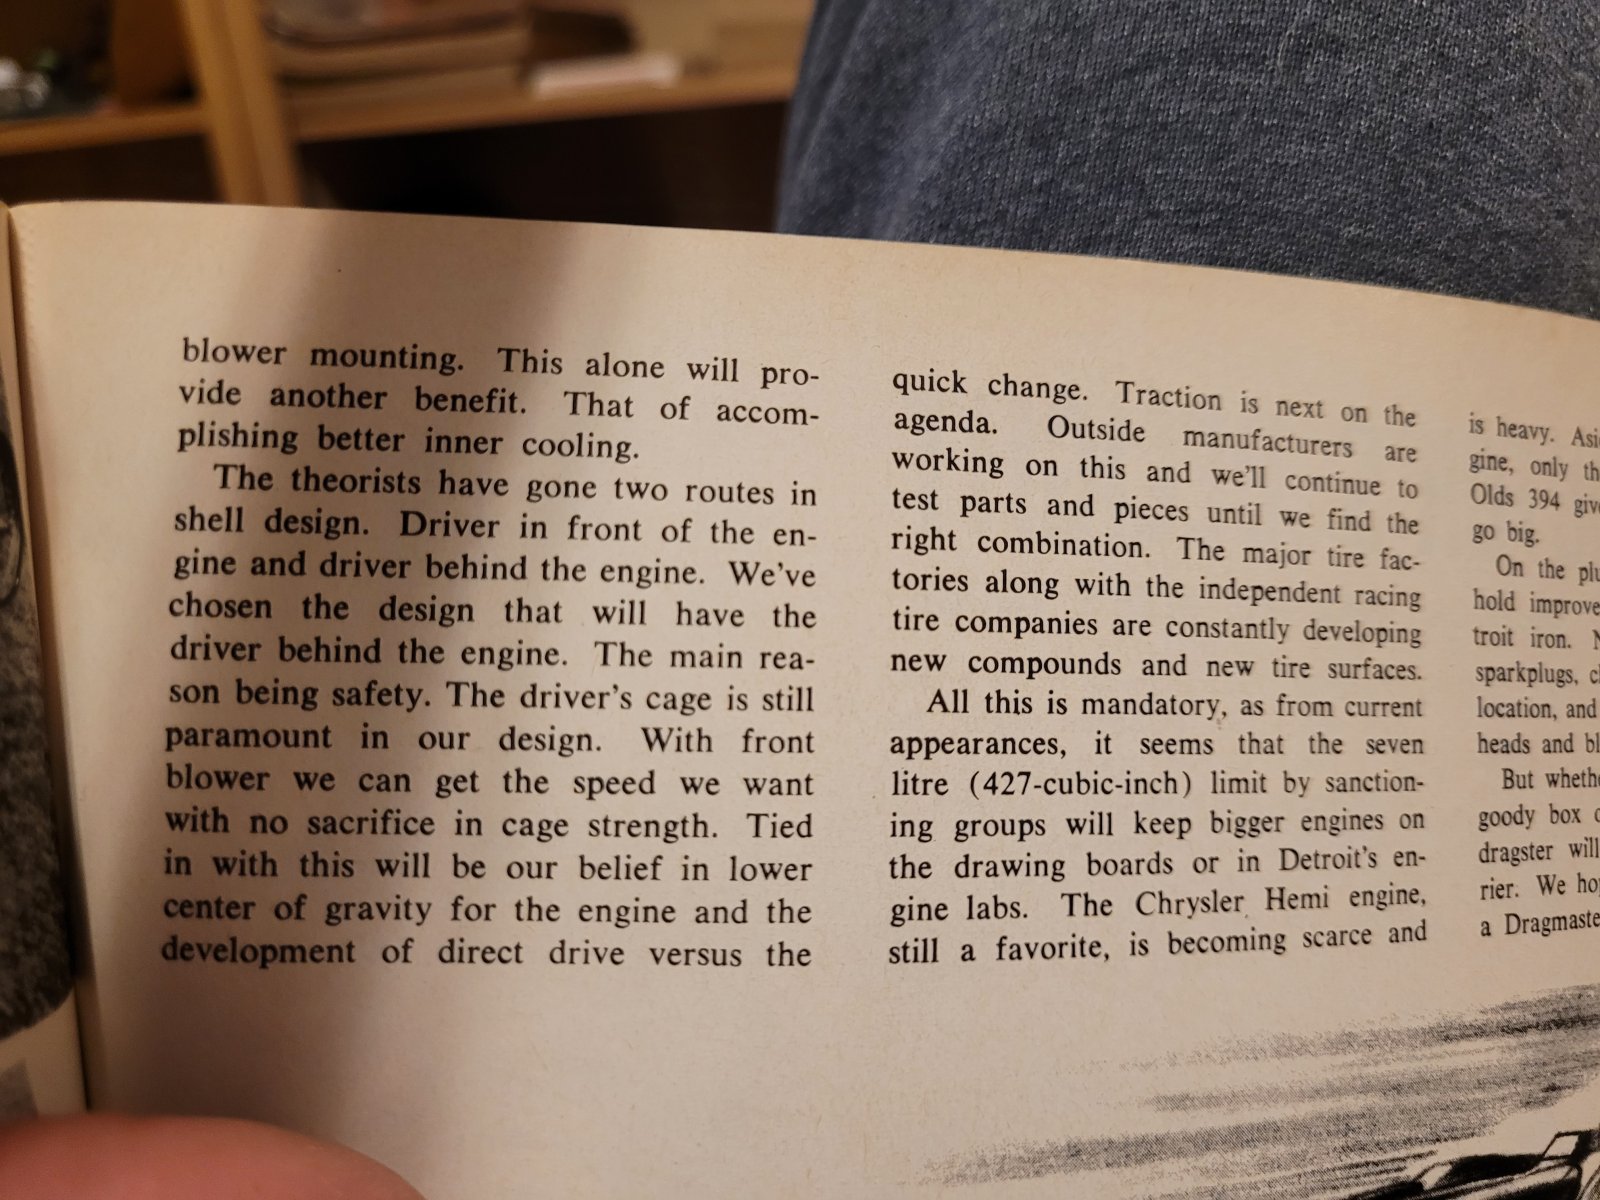 blower mounting. This alone will pro-
vide another benefit. That of accom-
plishing better inner cooling.
The theorists have gone two routes in
shell design. Driver in front of the en-
gine and driver behind the engine. We've
chosen the design that will have the
driver behind the engine. The main rea-
son being safety. The driver's cage is still
paramount in our design. With front
blower we can get the speed we want
with no sacrifice in cage strength. Tied
in with this will be our belief in lower
center of gravity for the engine and the
development of direct drive versus the
quick change. Traction is next on the
agenda. Outside manufacturers are
working on this and we'll continue to
test parts and pieces until we find the
right combination. The major tire fac-
tories along with the independent racing
tire companies are constantly developing
new compounds and new tire surfaces.
All this is mandatory, as from current
appearances, it seems that the seven
litre (427-cubic-inch) limit by sanction-
ing groups will keep bigger engines on
the drawing boards or in Detroit's en-
gine labs. The Chrysler Hemi engine,
still a favorite, is becoming scarce and
is heavy.
gine, only
Olds 394
go big.
On the
hold
troit iron.
sparkplugs,
location, and
heads and
But
goody box
dragster will
rier. We
a